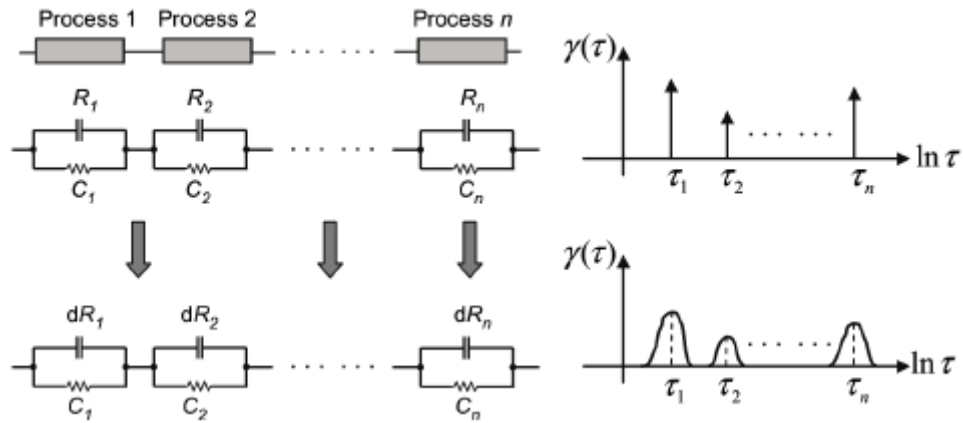 Process 1 Process 2 Process n
R1 R2 Rn
C1 C2 Cn
dR1 dR2 dRn
C1 C2 Cn
γ(τ)
ln τ
τ1 τ2 τn
γ(τ)
ln τ
τ1 τ2 τn